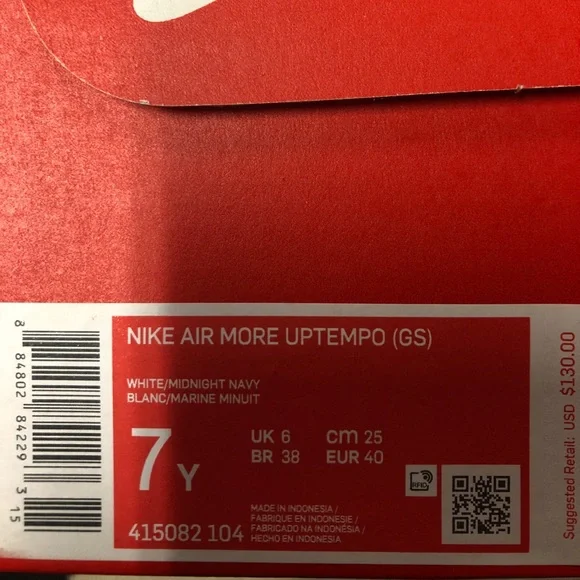 NIKE AIR MORE UPTEMPO (GS)
WHITE/MIDNIGHT NAVY
BLANC/MARINE MINUIT
7Y
UK 6 cm 25
BR 38 EUR 40
415082 104
MADE IN INDONESIA /
FABRIQUE EN INDONESIE/
FABRICADO NA INDONÉSIA /
HECHO EN INDONESIA
RFID
8 84802 84229 3 15
Suggested Retail: USD $130.00